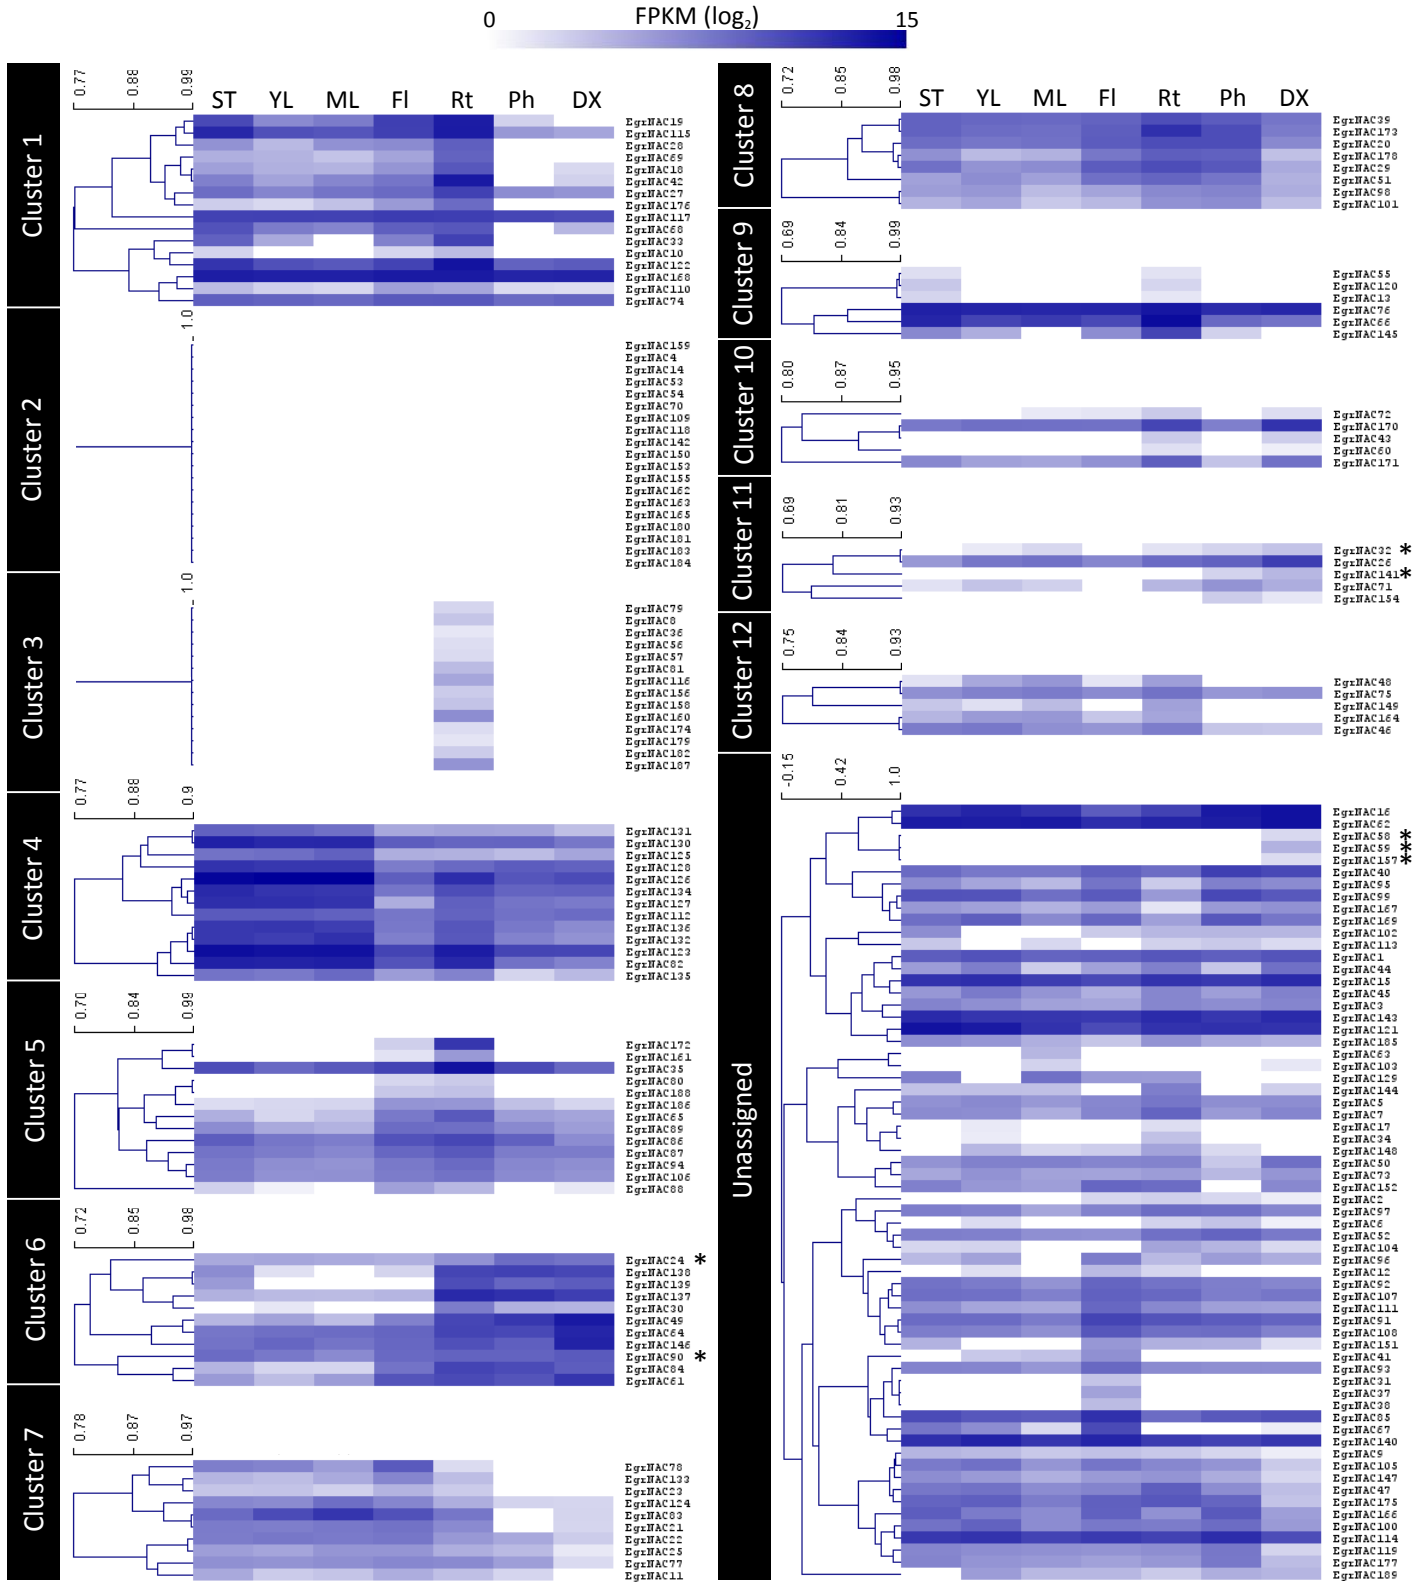 FPKM (log2)
0 15
Cluster 1
0.77 0.88 0.99
ST YL ML Fl Rt Ph DX
EgrNAC19
EgrNAC115
EgrNAC28
EgrNAC69
EgrNAC18
EgrNAC42
EgrNAC27
EgrNAC176
EgrNAC117
EgrNAC68
EgrNAC33
EgrNAC10
EgrNAC122
EgrNAC168
EgrNAC110
EgrNAC74
Cluster 2
1.0
EgrNAC159
EgrNAC4
EgrNAC14
EgrNAC53
EgrNAC54
EgrNAC70
EgrNAC109
EgrNAC118
EgrNAC142
EgrNAC150
EgrNAC153
EgrNAC155
EgrNAC162
EgrNAC163
EgrNAC165
EgrNAC180
EgrNAC181
EgrNAC183
EgrNAC184
Cluster 3
1.0
EgrNAC79
EgrNAC8
EgrNAC36
EgrNAC56
EgrNAC57
EgrNAC81
EgrNAC116
EgrNAC156
EgrNAC158
EgrNAC160
EgrNAC174
EgrNAC179
EgrNAC182
EgrNAC187
Cluster 4
0.77 0.88 0.9
EgrNAC131
EgrNAC130
EgrNAC125
EgrNAC128
EgrNAC126
EgrNAC134
EgrNAC127
EgrNAC112
EgrNAC136
EgrNAC132
EgrNAC123
EgrNAC82
EgrNAC135
Cluster 5
0.70 0.84 0.99
EgrNAC172
EgrNAC161
EgrNAC35
EgrNAC80
EgrNAC188
EgrNAC186
EgrNAC65
EgrNAC89
EgrNAC86
EgrNAC87
EgrNAC94
EgrNAC106
EgrNAC88
Cluster 6
0.72 0.85 0.98
EgrNAC24 *
EgrNAC138
EgrNAC139
EgrNAC137
EgrNAC30
EgrNAC49
EgrNAC64
EgrNAC146
EgrNAC90 *
EgrNAC84
EgrNAC61
Cluster 7
0.78 0.87 0.97
EgrNAC78
EgrNAC133
EgrNAC23
EgrNAC124
EgrNAC83
EgrNAC21
EgrNAC22
EgrNAC25
EgrNAC77
EgrNAC11
Cluster 8
0.72 0.85 0.98
ST YL ML Fl Rt Ph DX
EgrNAC39
EgrNAC173
EgrNAC20
EgrNAC178
EgrNAC29
EgrNAC51
EgrNAC98
EgrNAC101
Cluster 9
0.69 0.84 0.99
EgrNAC55
EgrNAC120
EgrNAC13
EgrNAC76
EgrNAC66
EgrNAC145
Cluster 10
0.80 0.87 0.95
EgrNAC72
EgrNAC170
EgrNAC43
EgrNAC60
EgrNAC171
Cluster 11
0.69 0.81 0.93
EgrNAC32 *
EgrNAC26
EgrNAC141 *
EgrNAC71
EgrNAC154
Cluster 12
0.75 0.84 0.93
EgrNAC48
EgrNAC75
EgrNAC149
EgrNAC164
EgrNAC46
Unassigned
-0.15 0.42 1.0
EgrNAC16
EgrNAC62
EgrNAC58 *
EgrNAC59 *
EgrNAC157 *
EgrNAC40
EgrNAC95
EgrNAC99
EgrNAC167
EgrNAC169
EgrNAC102
EgrNAC113
EgrNAC1
EgrNAC44
EgrNAC15
EgrNAC45
EgrNAC3
EgrNAC143
EgrNAC121
EgrNAC185
EgrNAC63
EgrNAC103
EgrNAC129
EgrNAC144
EgrNAC5
EgrNAC7
EgrNAC17
EgrNAC34
EgrNAC148
EgrNAC50
EgrNAC73
EgrNAC152
EgrNAC2
EgrNAC97
EgrNAC6
EgrNAC52
EgrNAC104
EgrNAC96
EgrNAC12
EgrNAC92
EgrNAC107
EgrNAC111
EgrNAC91
EgrNAC108
EgrNAC151
EgrNAC41
EgrNAC93
EgrNAC31
EgrNAC37
EgrNAC38
EgrNAC85
EgrNAC67
EgrNAC140
EgrNAC9
EgrNAC105
EgrNAC147
EgrNAC47
EgrNAC175
EgrNAC166
EgrNAC100
EgrNAC114
EgrNAC119
EgrNAC177
EgrNAC189